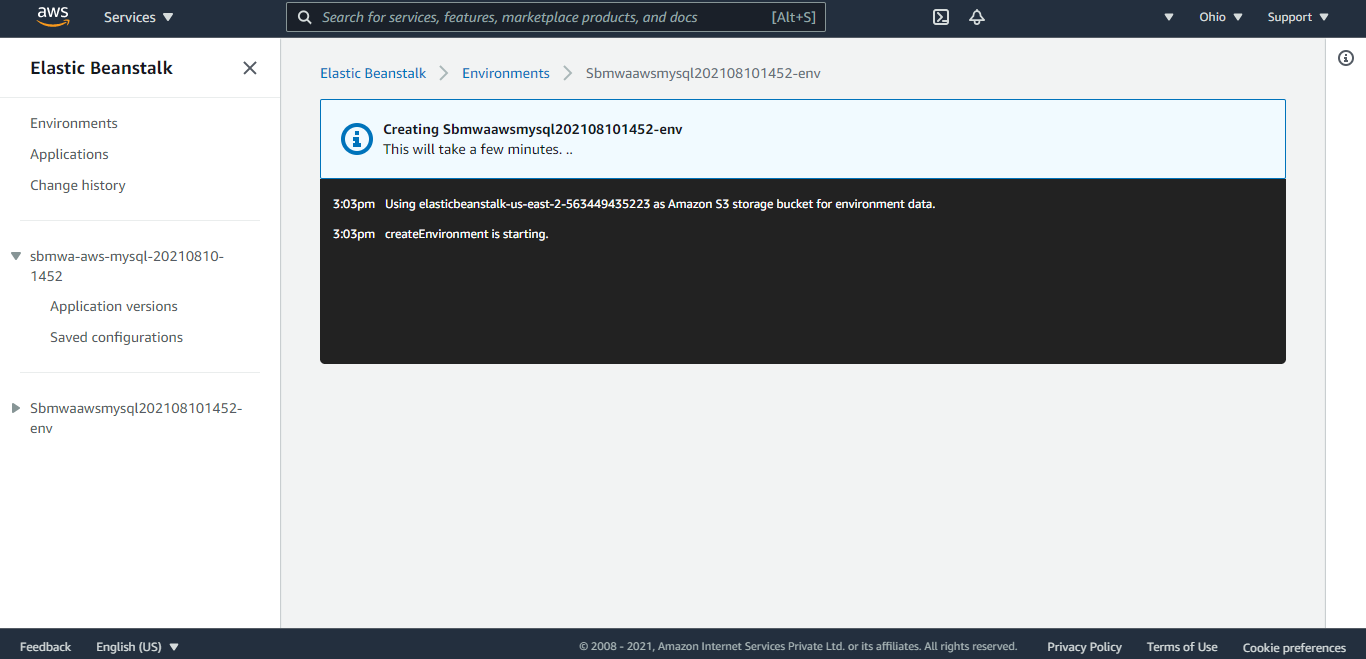 aws
Services
Search for services, features, marketplace products, and docs [Alt+S]
Ohio
Support
Elastic Beanstalk
Environments
Applications
Change history
sbmwa-aws-mysql-20210810-
1452
Application versions
Saved configurations
Sbmwaawsmysql202108101452-
env
Elastic Beanstalk Environments Sbmwaawsmysql202108101452-env
Creating Sbmwaawsmysql202108101452-env
This will take a few minutes. ..
3:03pm Using elasticbeanstalk-us-east-2-563449435223 as Amazon S3 storage bucket for environment data.
3:03pm createEnvironment is starting.
Feedback English (US) © 2008 - 2021, Amazon Internet Services Private Ltd. or its affiliates. All rights reserved. Privacy Policy Terms of Use Cookie preferences